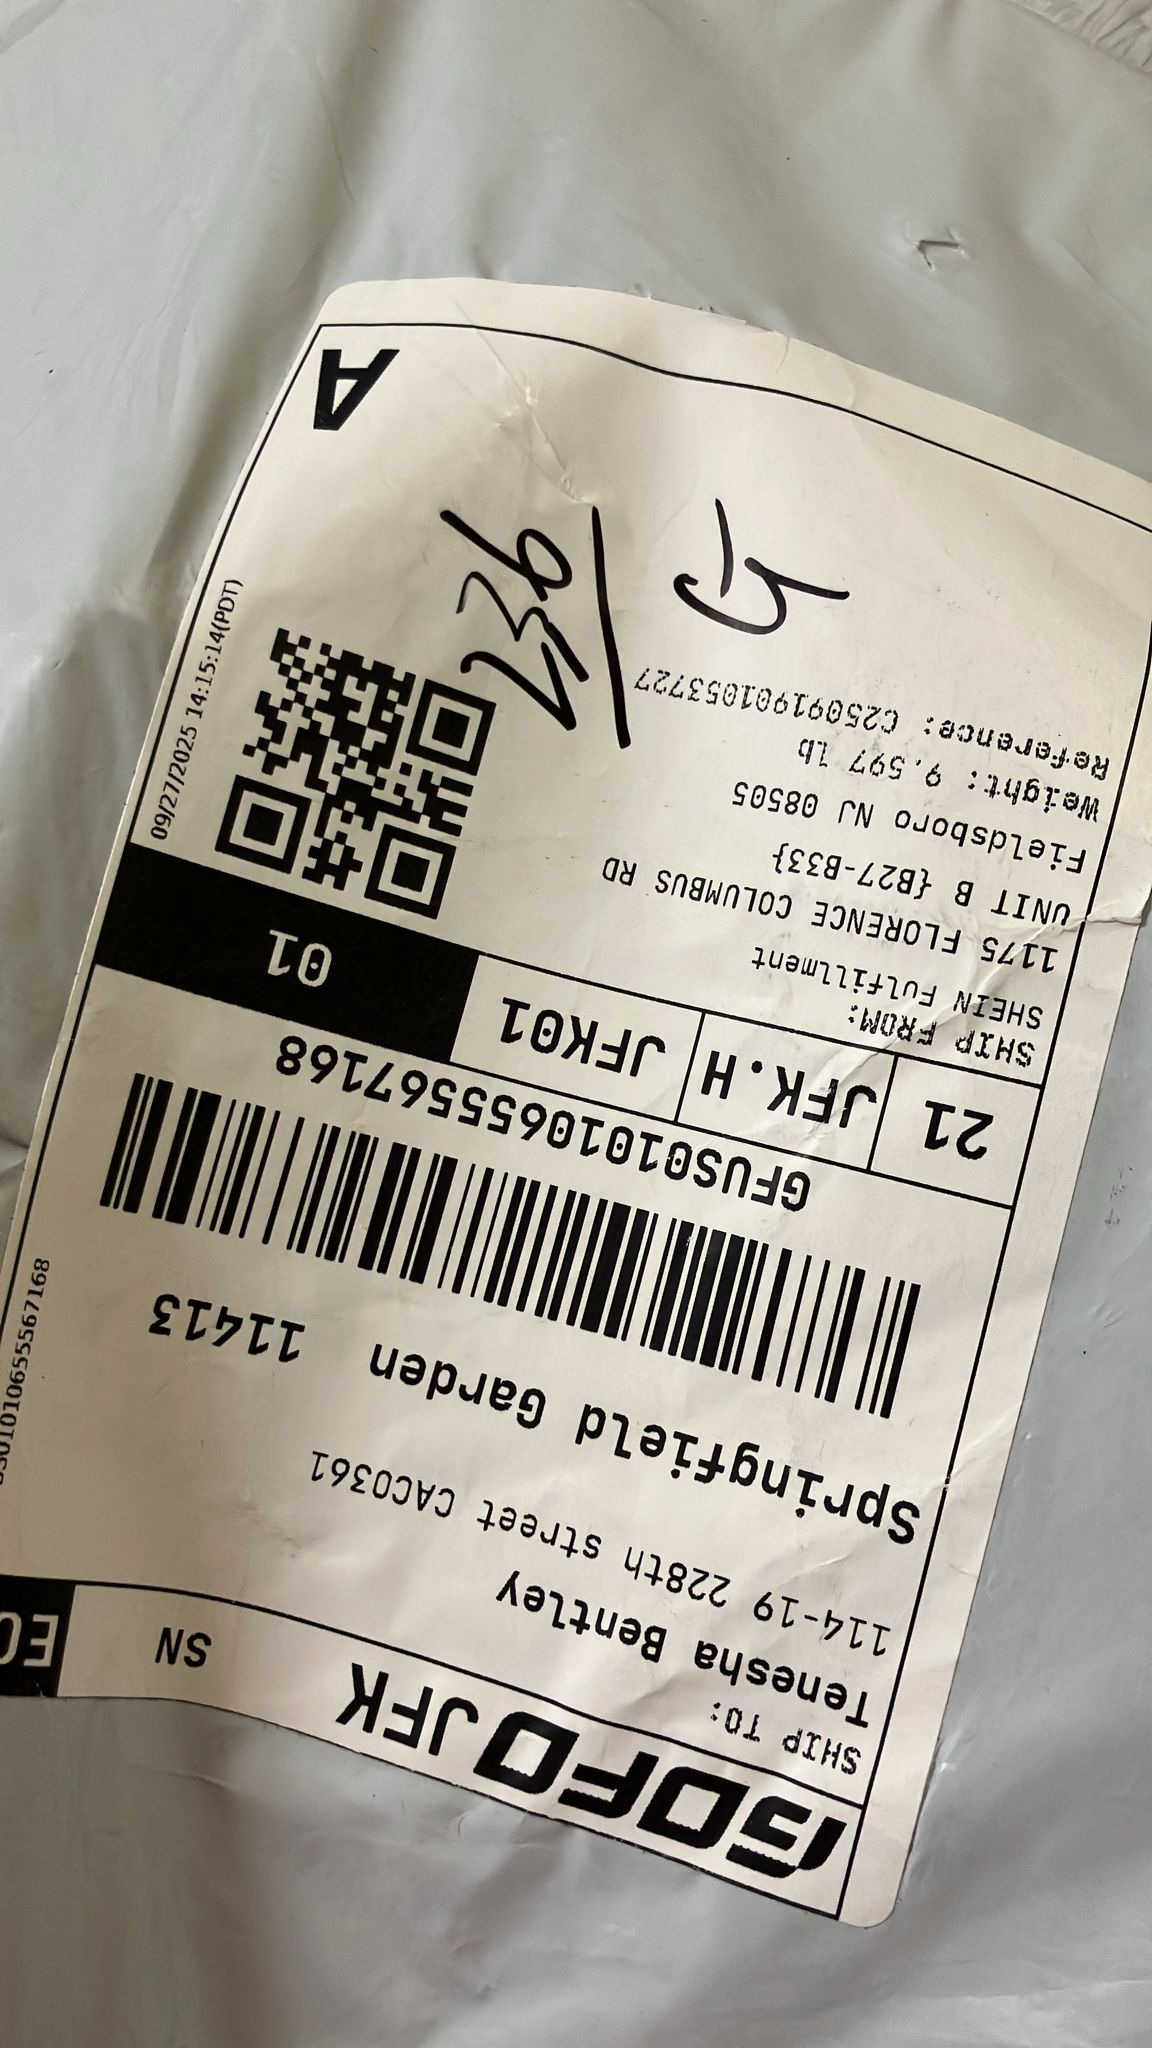 GOFO JFK
SHIP TO:
Tenesha Bentley
114-19 228th street CAC0361
Springfield Garden 11413
SN
GFUS01010655567168
21 JFK.H JFK01 01
SHIP FROM:
SHEIN Fulfillment
1175 FLORENCE COLUMBUS RD
UNIT B {B27-B33}
Fieldsboro NJ 08505
Weight: 9.597 lb
Reference: C2509190105372​7
09/27/2025 14:15:14(PDT)
A